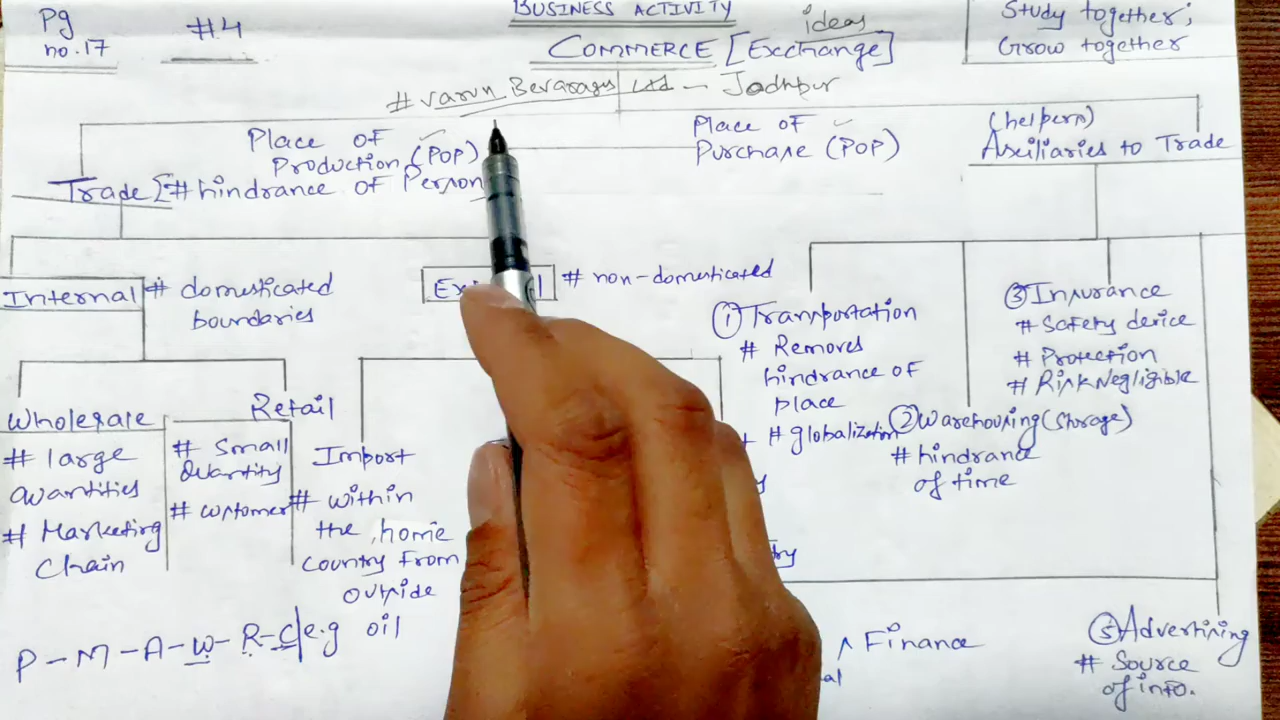 Pg
no.17
#4
BUSINESS ACTIVITY
ideas
COMMERCE [Exchange]
Study together;
Grow together
# varun Bevarages Ltd - Jodhpur
Place of
Production (POP)
Place of
Purchase (POP)
(helpers)
Auxiliaries to Trade
Trade [# hindrance of Person
Internal # domesticated
boundaries
# non-domesticated
① Transportation
# Removes
hindrance of
place
# globalization
③ Insurance
# Safety device
# Protection
# Risk Negligible
② Warehousing (Storage)
# hindrance
of time
Wholesale
# large
quantities
# Marketing
Chain
Retail
# Small
Quantity
# customer
Import
# within
the home
country from
outside
P-M-A-W-R-C/e.g oil
Finance
⑤ Advertising
# Source
of info.